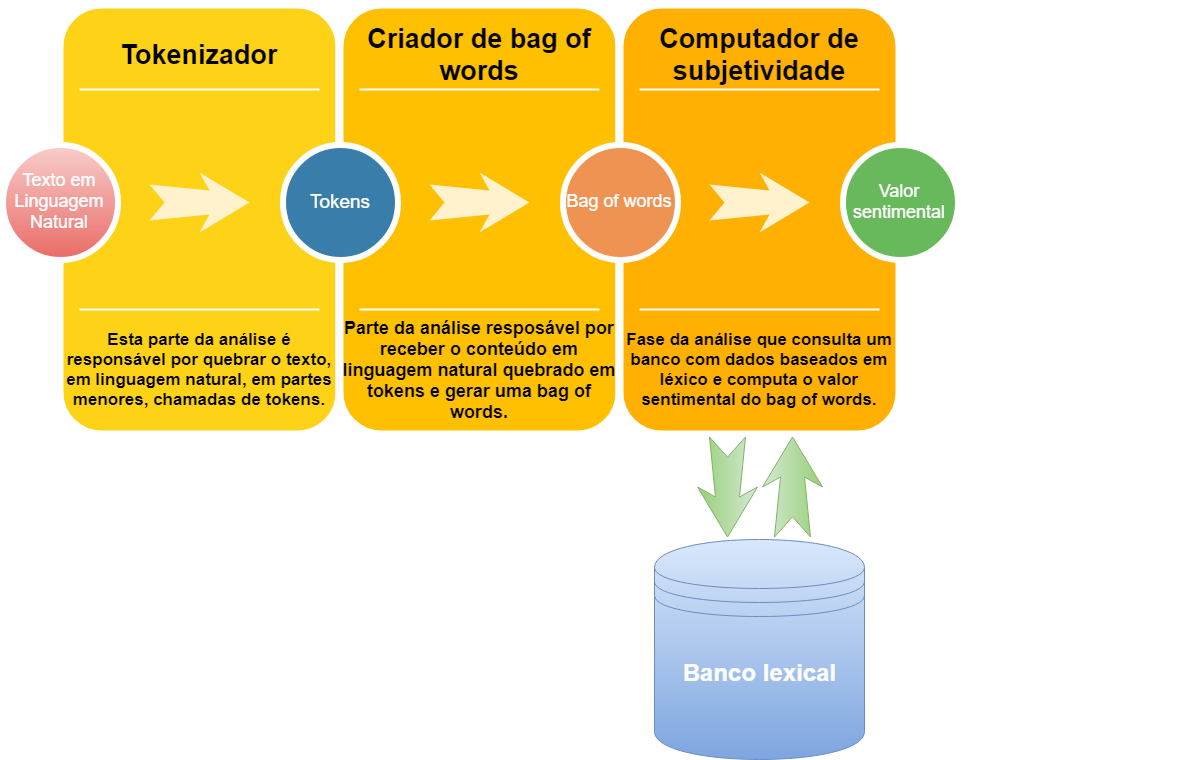 Tokenizador
Criador de bag of
words
Computador de
subjetividade
Texto em
Linguagem
Natural
Tokens
Bag of words
Valor
sentimental
Esta parte da análise é
responsável por quebrar o texto,
em linguagem natural, em partes
menores, chamadas de tokens.
Parte da análise resposável por
receber o conteúdo em
linguagem natural quebrado em
tokens e gerar uma bag of
words.
Fase da análise que consulta um
banco com dados baseados em
léxico e computa o valor
sentimental do bag of words.
Banco lexical